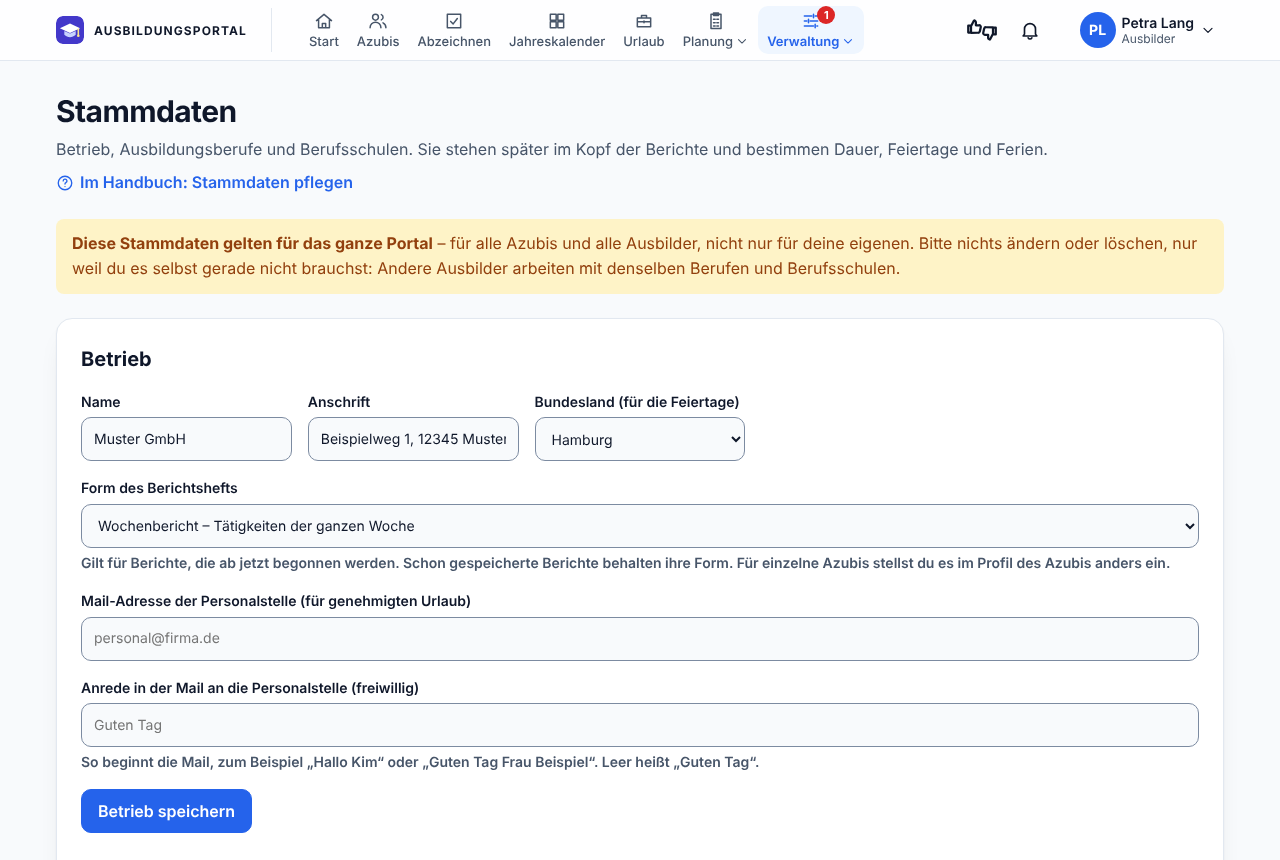 AUSBILDUNGSPORTAL
Start
Azubis
Abzeichnen
Jahreskalender
Urlaub
Planung
1
Verwaltung
PL
Petra Lang
Ausbilder
Stammdaten
Betrieb, Ausbildungsberufe und Berufsschulen. Sie stehen später im Kopf der Berichte und bestimmen Dauer, Feiertage und Ferien.
Im Handbuch: Stammdaten pflegen
Diese Stammdaten gelten für das ganze Portal – für alle Azubis und alle Ausbilder, nicht nur für deine eigenen. Bitte nichts ändern oder löschen, nur
weil du es selbst gerade nicht brauchst: Andere Ausbilder arbeiten mit denselben Berufen und Berufsschulen.
Betrieb
Name
Anschrift
Bundesland (für die Feiertage)
Muster GmbH
Beispielweg 1, 12345 Muster
Hamburg
Form des Berichtshefts
Wochenbericht – Tätigkeiten der ganzen Woche
Gilt für Berichte, die ab jetzt begonnen werden. Schon gespeicherte Berichte behalten ihre Form. Für einzelne Azubis stellst du es im Profil des Azubis anders ein.
Mail-Adresse der Personalstelle (für genehmigten Urlaub)
personal@firma.de
Anrede in der Mail an die Personalstelle (freiwillig)
Guten Tag
So beginnt die Mail, zum Beispiel „Hallo Kim“ oder „Guten Tag Frau Beispiel“. Leer heißt „Guten Tag“.
Betrieb speichern